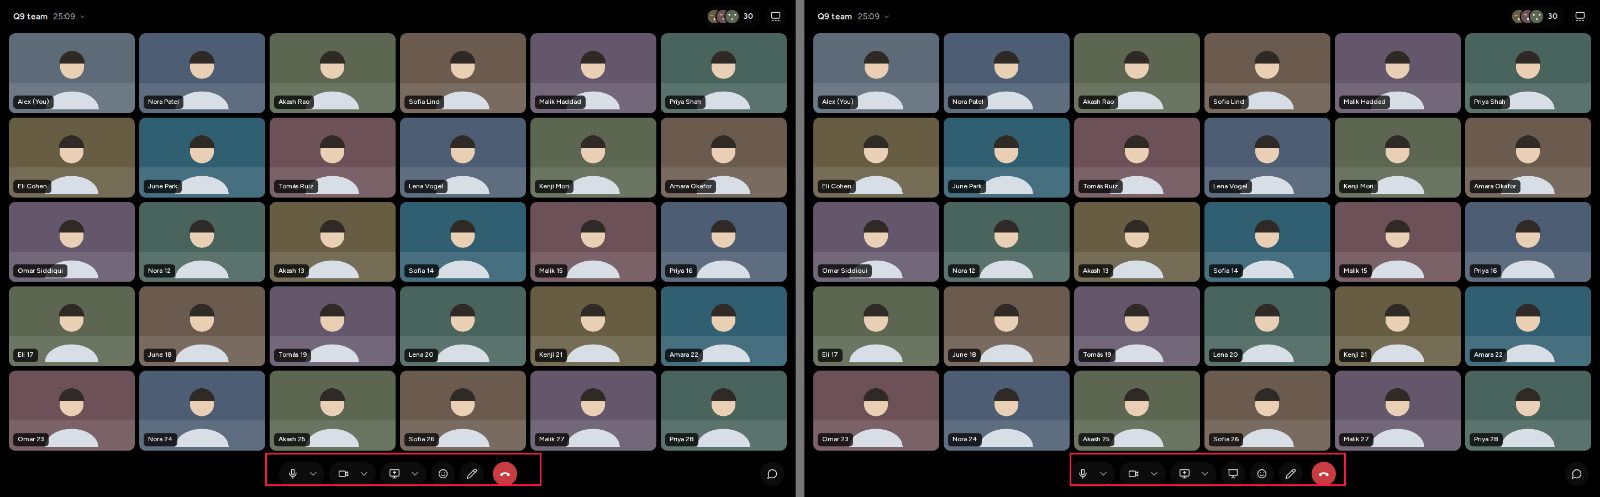 Q9 team 25:09
30
Alex (You) Nora Patel Akash Rao Sofia Lind Malik Haddad Priya Shah
Eli Cohen June Park Tomás Ruiz Lena Vogel Kenji Mori Amara Okafor
Omar Siddiqui Nora 12 Akash 13 Sofia 14 Malik 15 Priya 16
Eli 17 June 18 Tomás 19 Lena 20 Kenji 21 Amara 22
Omar 23 Nora 24 Akash 25 Sofia 26 Malik 27 Priya 28
Q9 team 25:09
30
Alex (You) Nora Patel Akash Rao Sofia Lind Malik Haddad Priya Shah
Eli Cohen June Park Tomás Ruiz Lena Vogel Kenji Mori Amara Okafor
Omar Siddiqui Nora 12 Akash 13 Sofia 14 Malik 15 Priya 16
Eli 17 June 18 Tomás 19 Lena 20 Kenji 21 Amara 22
Omar 23 Nora 24 Akash 25 Sofia 26 Malik 27 Priya 28